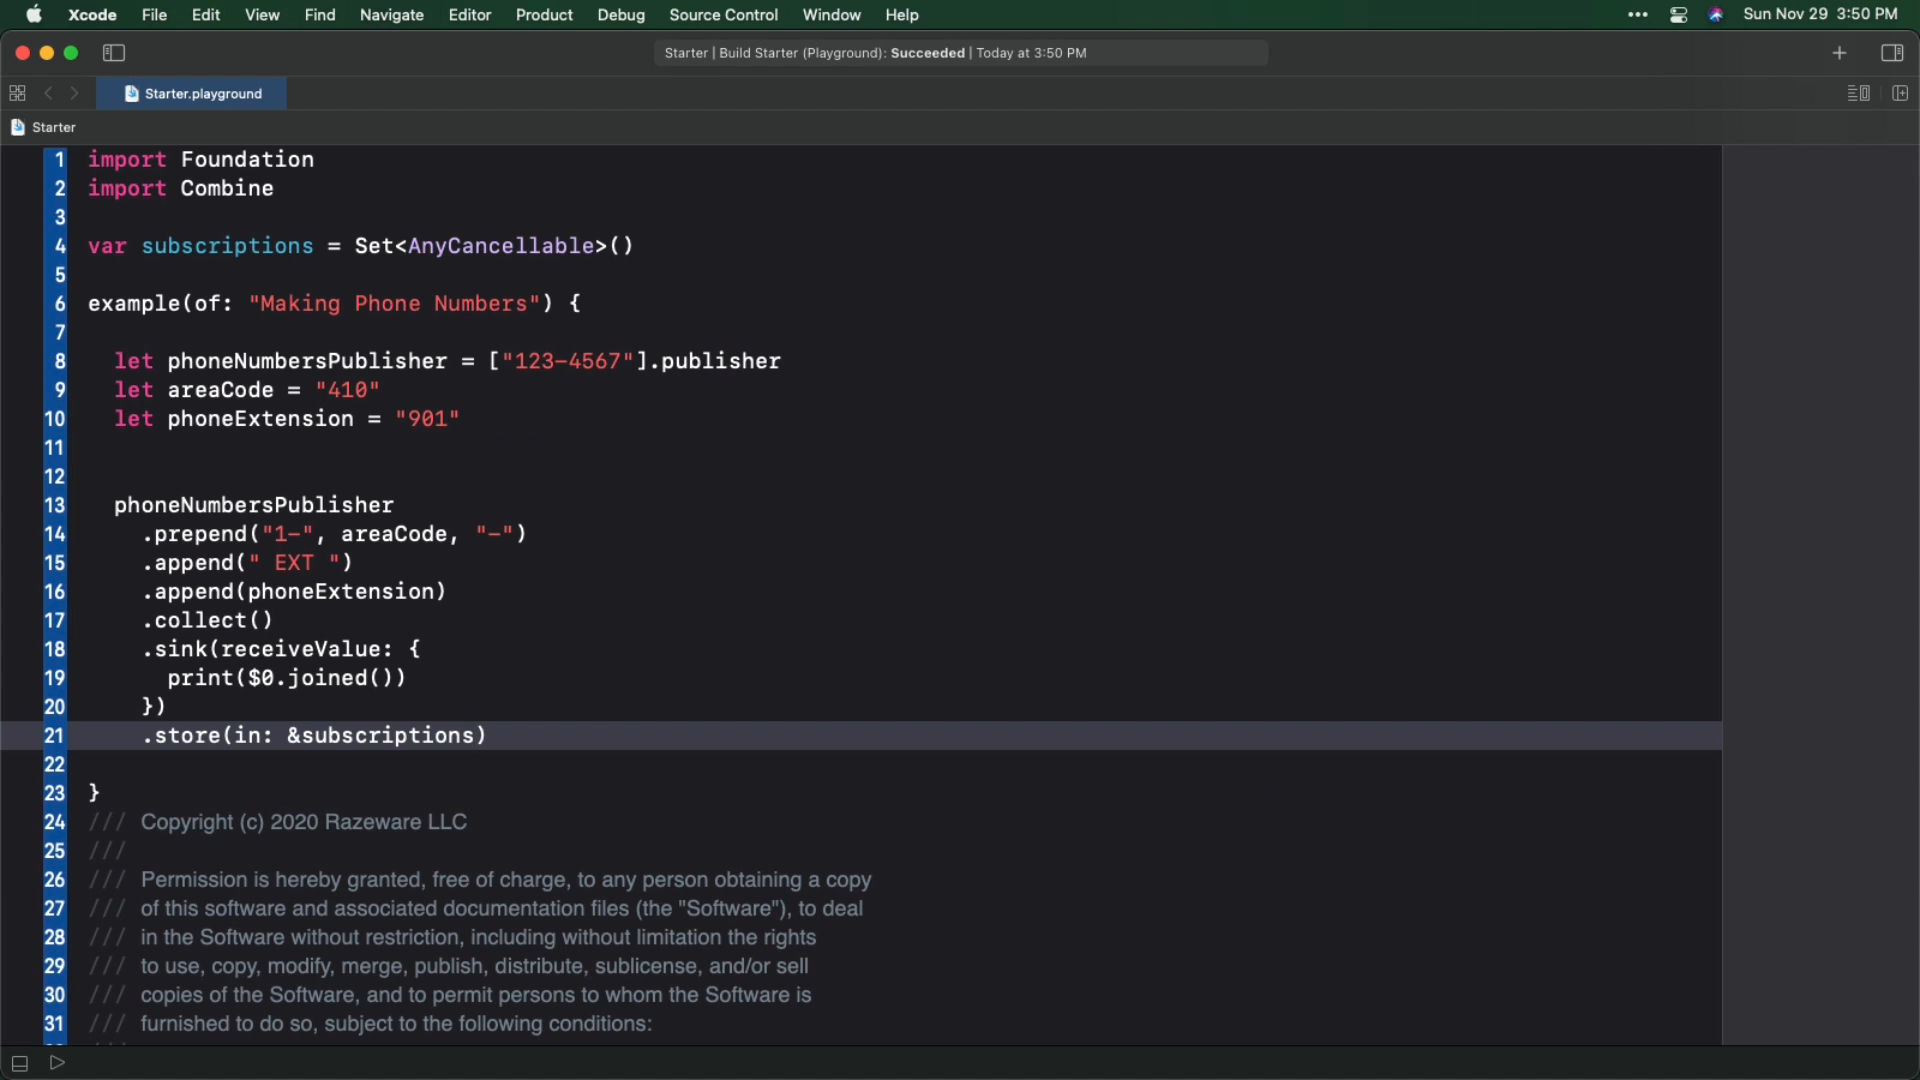 Xcode File Edit View Find Navigate Editor Product Debug Source Control Window Help Sun Nov 29 3:50 PM
Starter | Build Starter (Playground): Succeeded | Today at 3:50 PM
Starter.playground
Starter
1 import Foundation
2 import Combine
3
4 var subscriptions = Set<AnyCancellable>()
5
6 example(of: "Making Phone Numbers") {
7
8 let phoneNumbersPublisher = ["123-4567"].publisher
9 let areaCode = "410"
10 let phoneExtension = "901"
11
12
13 phoneNumbersPublisher
14 .prepend("1-", areaCode, "-")
15 .append(" EXT ")
16 .append(phoneExtension)
17 .collect()
18 .sink(receiveValue: {
19 print($0.joined())
20 })
21 .store(in: &subscriptions)
22
23 }
24 /// Copyright (c) 2020 Razeware LLC
25 ///
26 /// Permission is hereby granted, free of charge, to any person obtaining a copy
27 /// of this software and associated documentation files (the "Software"), to deal
28 /// in the Software without restriction, including without limitation the rights
29 /// to use, copy, modify, merge, publish, distribute, sublicense, and/or sell
30 /// copies of the Software, and to permit persons to whom the Software is
31 /// furnished to do so, subject to the following conditions: